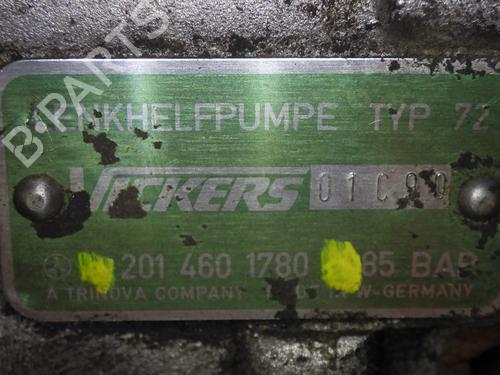 LENKHELFPUMPE TYP 72
VICKERS 01C90
201 460 1780 85 BAR
A TRINOVA COMPANY W-GERMANY
B-PARTS